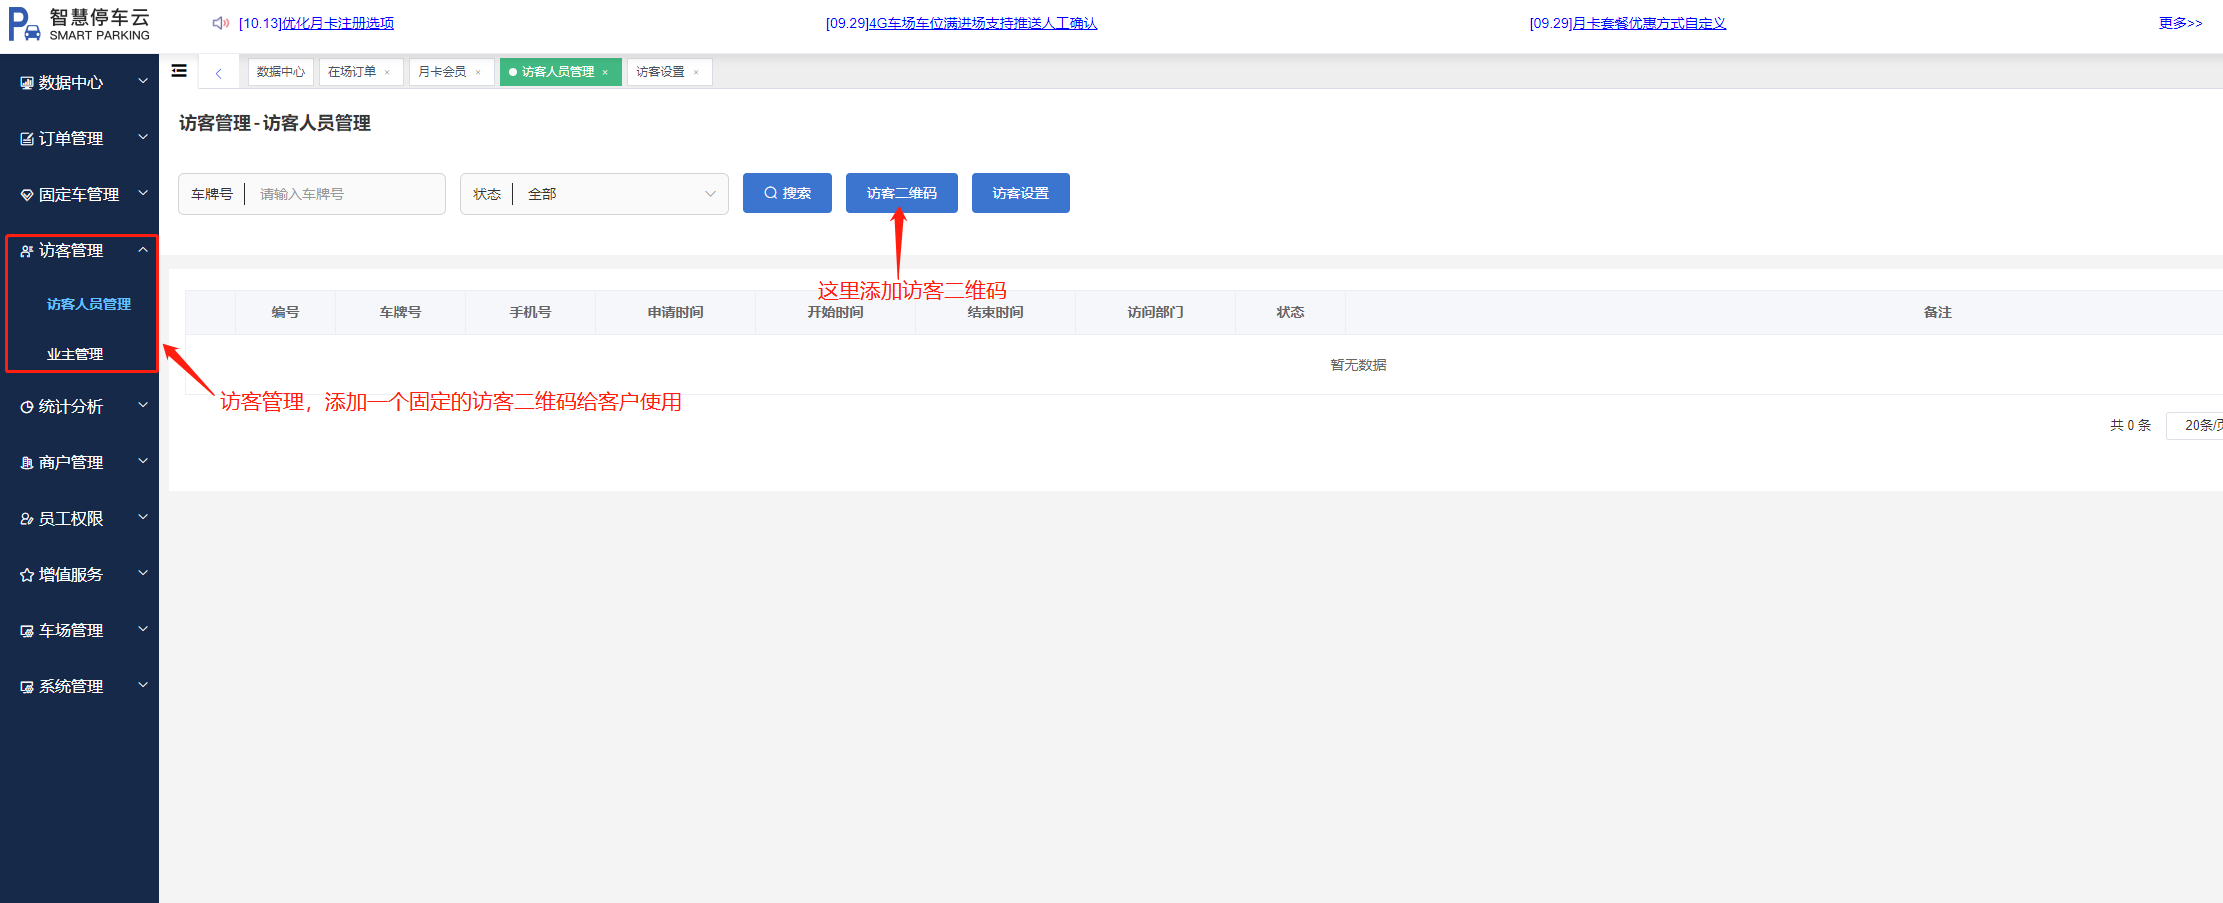 智慧停车云
SMART PARKING
[10.13]优化月卡注册选项
[09.29]4G车场车位满进场支持推送人工确认
[09.29]月卡套餐优惠方式自定义
更多>>
数据中心
订单管理
固定车管理
访客管理
访客人员管理
业主管理
统计分析
商户管理
员工权限
增值服务
车场管理
系统管理
数据中心 在场订单 × 月卡会员 × 访客人员管理 × 访客设置 ×
访客管理-访客人员管理
车牌号 请输入车牌号 状态 全部 搜索 访客二维码 访客设置
这里添加访客二维码
编号 车牌号 手机号 申请时间 开始时间 结束时间 访问部门 状态 备注
暂无数据
访客管理，添加一个固定的访客二维码给客户使用
共 0 条 20条/页